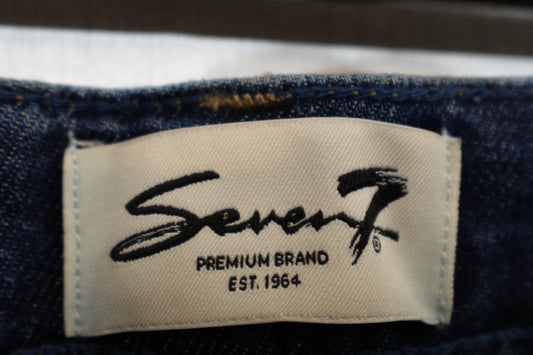 Seven7®
PREMIUM BRAND
EST. 1964